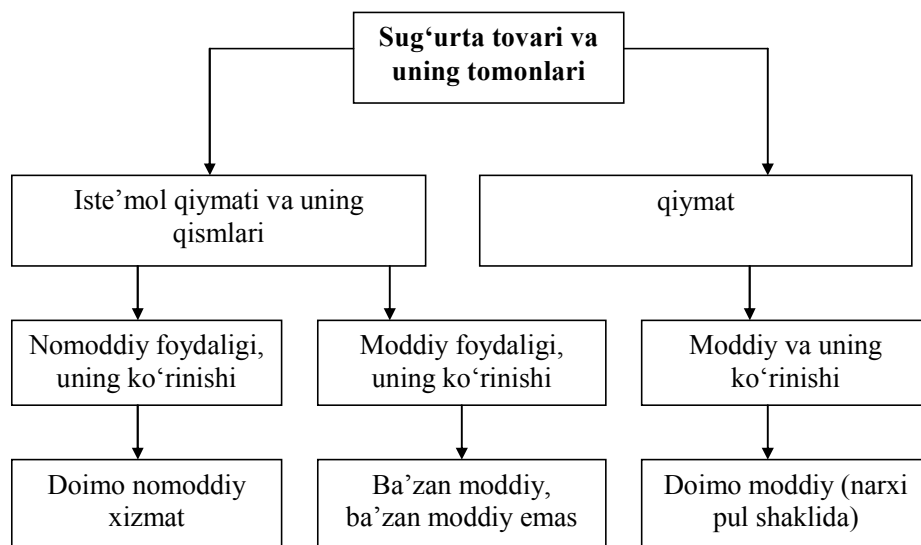 Sug‘urta tovari va
uning tomonlari
Iste’mol qiymati va uning
qismlari
qiymat
Nomoddiy foydaligi,
uning ko‘rinishi
Moddiy foydaligi,
uning ko‘rinishi
Moddiy va uning
ko‘rinishi
Doimo nomoddiy
xizmat
Ba’zan moddiy,
ba’zan moddiy emas
Doimo moddiy (narxi
pul shaklida)